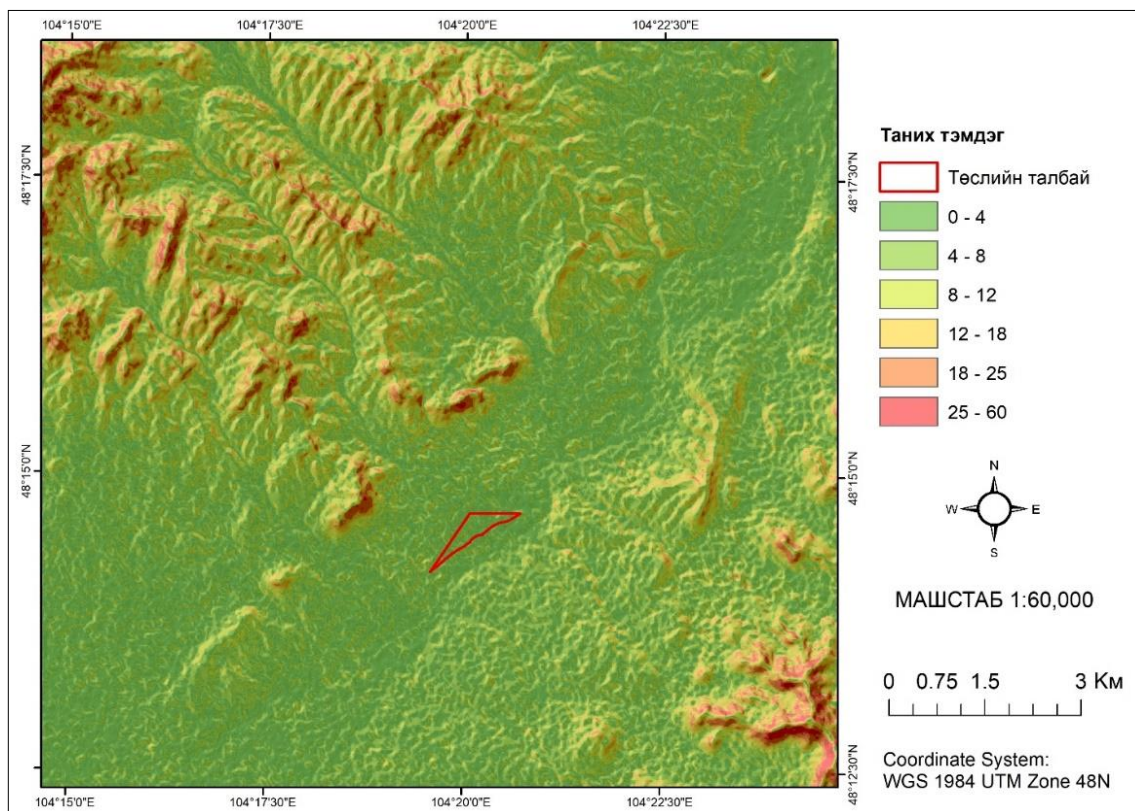 104°15'0"E 104°17'30"E 104°20'0"E 104°22'30"E
48°17'30"N
48°15'0"N
48°17'30"N
48°15'0"N
48°12'30"N
104°15'0"E 104°17'30"E 104°20'0"E 104°22'30"E
Таних тэмдэг
Төслийн талбай
0 - 4
4 - 8
8 - 12
12 - 18
18 - 25
25 - 60
N
W E
S
МАШСТАБ 1:60,000
0 0.75 1.5 3 Км
Coordinate System:
WGS 1984 UTM Zone 48N